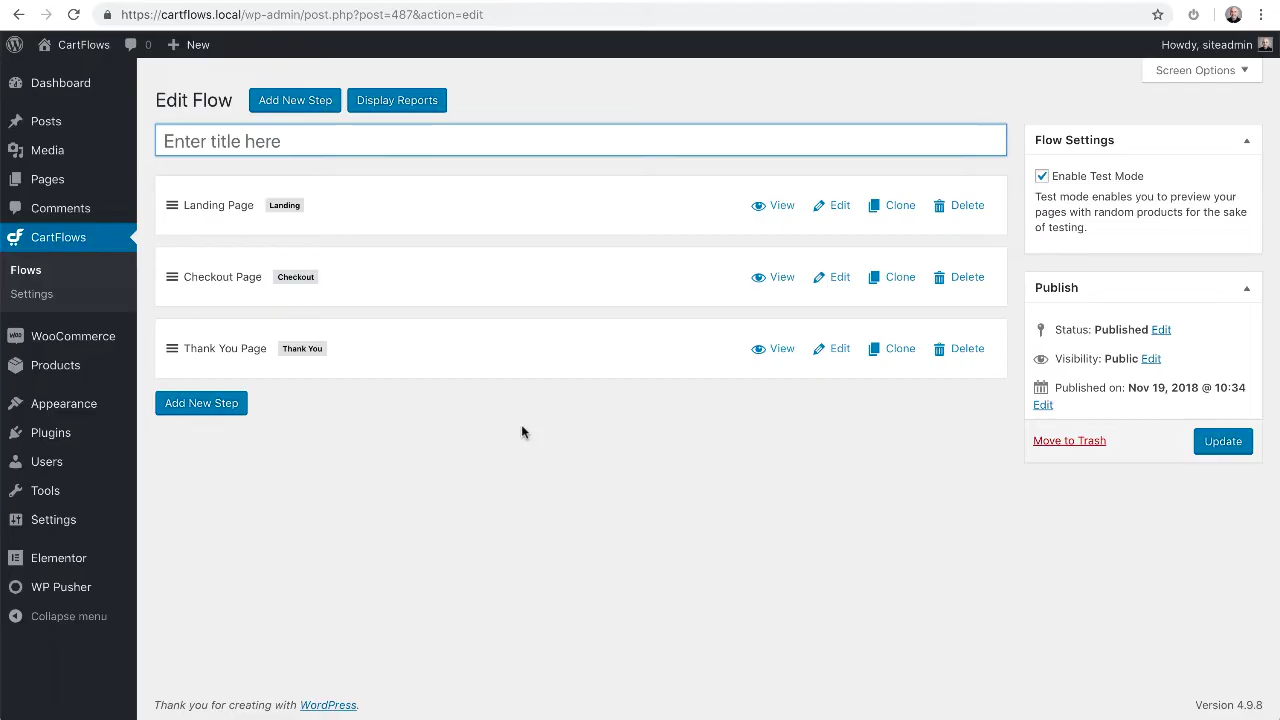 https://cartflows.local/wp-admin/post.php?post=487&action=edit
CartFlows
0
New
Howdy, siteadmin
Screen Options
Dashboard
Posts
Media
Pages
Comments
CartFlows
Flows
Settings
WooCommerce
Products
Appearance
Plugins
Users
Tools
Settings
Elementor
WP Pusher
Collapse menu
Edit Flow
Add New Step
Display Reports
Enter title here
Landing Page Landing View Edit Clone Delete
Checkout Page Checkout View Edit Clone Delete
Thank You Page Thank You View Edit Clone Delete
Add New Step
Flow Settings
Enable Test Mode
Test mode enables you to preview your
pages with random products for the sake
of testing.
Publish
Status: Published Edit
Visibility: Public Edit
Published on: Nov 19, 2018 @ 10:34
Edit
Move to Trash
Update
Thank you for creating with WordPress.
Version 4.9.8